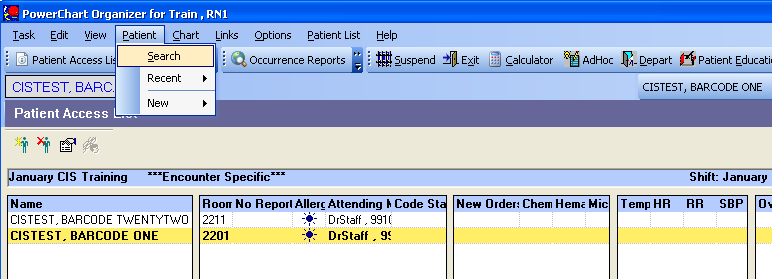 PowerChart Organizer for Train , RN1
Task Edit View Patient Chart Links Options Patient List Help
Patient Access Lis Occurrence Reports Suspend Exit Calculator AdHoc Depart Patient Educati
Search
Recent
New
CISTEST, BARC CISTEST, BARCODE ONE
Patient Access List
January CIS Training ***Encounter Specific*** Shift: January
Name Room No Report Allerg Attending M Code Sta New Orders Chem Hema Mic Temp HR RR SBP Ov
CISTEST, BARCODE TWENTYTWO 2211 DrStaff , 991
CISTEST, BARCODE ONE 2201 DrStaff , 99